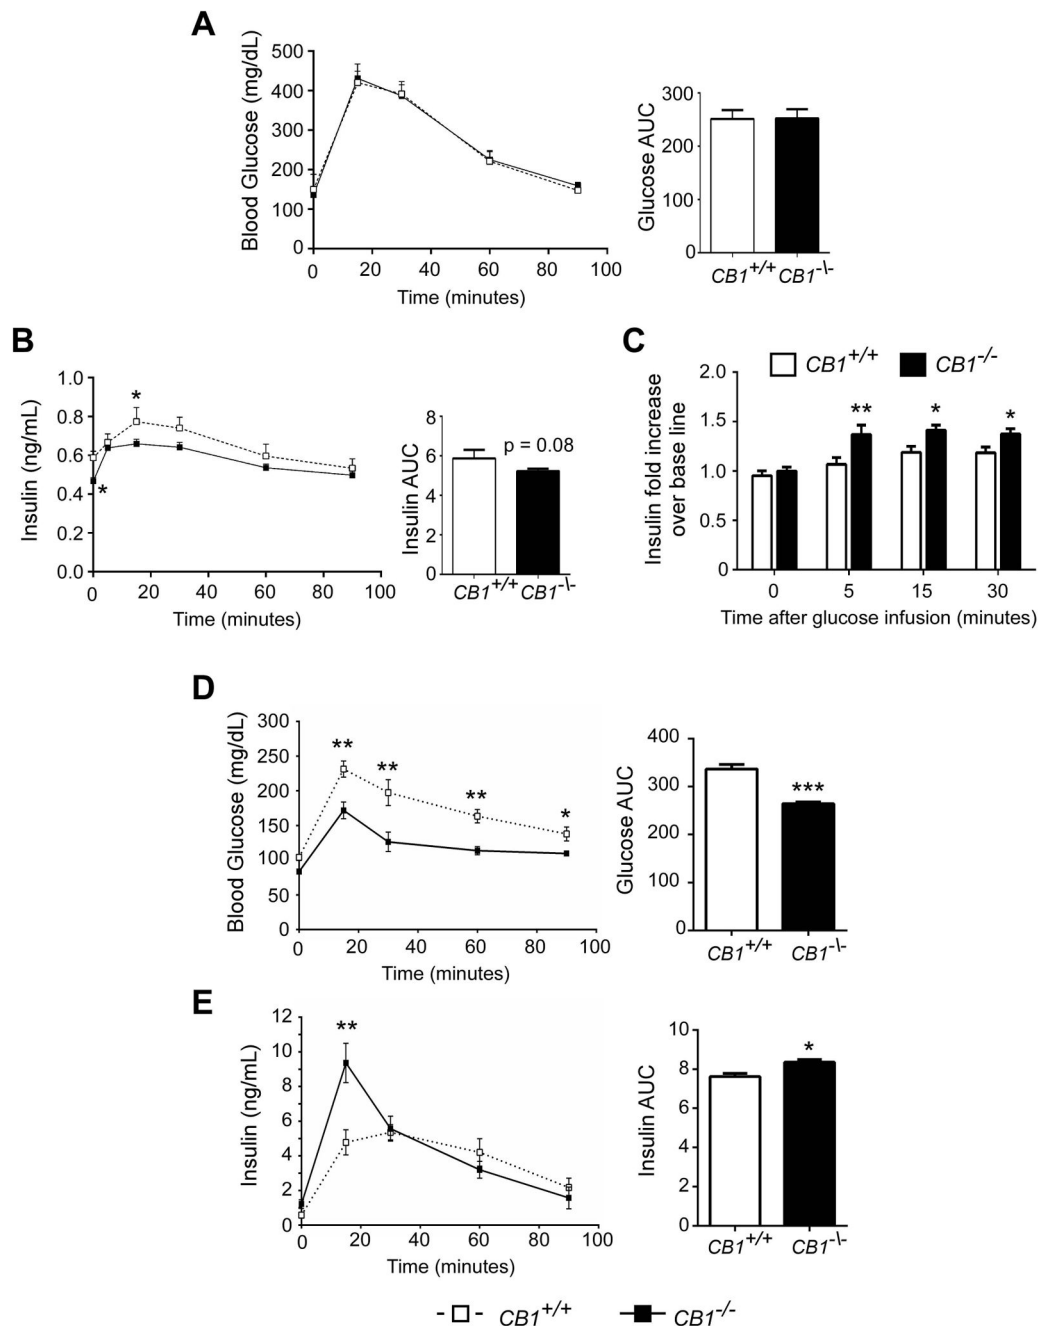 A
Blood Glucose (mg/dL)
500
400
300
200
100
0
0 20 40 60 80 100
Time (minutes)
Glucose AUC
300
200
100
0
CB1+/+ CB1-\-
B
Insulin (ng/mL)
1.0
0.8
0.6
0.4
0.2
0.0
*
*
0 20 40 60 80 100
Time (minutes)
Insulin AUC
8
6
4
2
0
p = 0.08
CB1+/+ CB1-\-
C
CB1+/+ CB1-/-
Insulin fold increase
over base line
2.0
1.5
1.0
0.5
0
** * *
0 5 15 30
Time after glucose infusion (minutes)
D
Blood Glucose (mg/dL)
300
250
200
150
100
50
0
** ** ** *
0 20 40 60 80 100
Time (minutes)
Glucose AUC
400
300
200
100
0
***
CB1+/+ CB1-\-
E
Insulin (ng/mL)
12
10
8
6
4
2
0
**
0 20 40 60 80 100
Time (minutes)
Insulin AUC
10
8
6
4
2
0
*
CB1+/+ CB1-\-
CB1+/+ CB1-/-